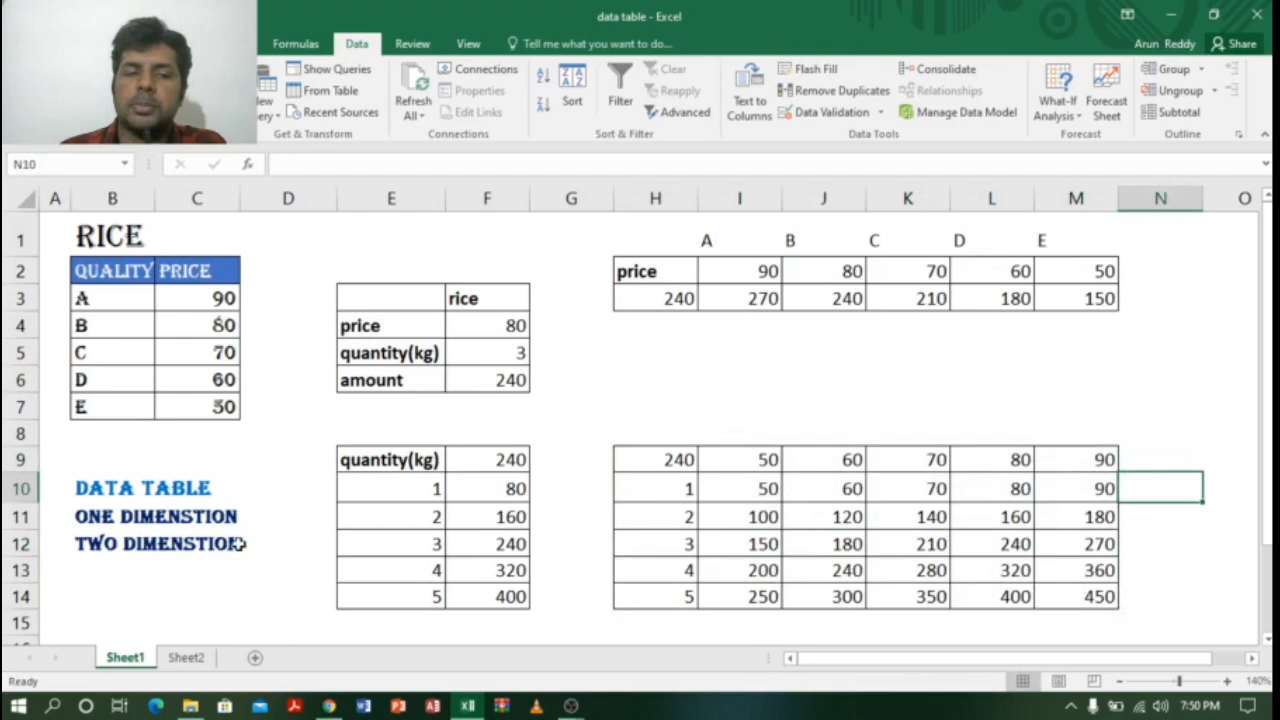 data table - Excel
Formulas Data Review View Tell me what you want to do... Arun Reddy Share
Show Queries
From Table
Recent Sources
Get & Transform
Refresh All
Connections
Properties
Edit Links
Connections
Sort
Filter
Clear
Reapply
Advanced
Sort & Filter
Text to Columns
Flash Fill
Remove Duplicates
Data Validation
Consolidate
Relationships
Manage Data Model
Data Tools
What-If Analysis
Forecast Sheet
Forecast
Group
Ungroup
Subtotal
Outline
N10 fx
A B C D E F G H I J K L M N O
1 RICE A B C D E
2 QUALITY PRICE price 90 80 70 60 50
3 A 90 rice 240 270 240 210 180 150
4 B 80 price 80
5 C 70 quantity(kg) 3
6 D 60 amount 240
7 E 50
8
9 quantity(kg) 240 240 50 60 70 80 90
10 DATA TABLE 1 80 1 50 60 70 80 90
11 ONE DIMENSTION 2 160 2 100 120 140 160 180
12 TWO DIMENSTION 3 240 3 150 180 210 240 270
13 4 320 4 200 240 280 320 360
14 5 400 5 250 300 350 400 450
15
Sheet1 Sheet2
Ready 140%
7:50 PM